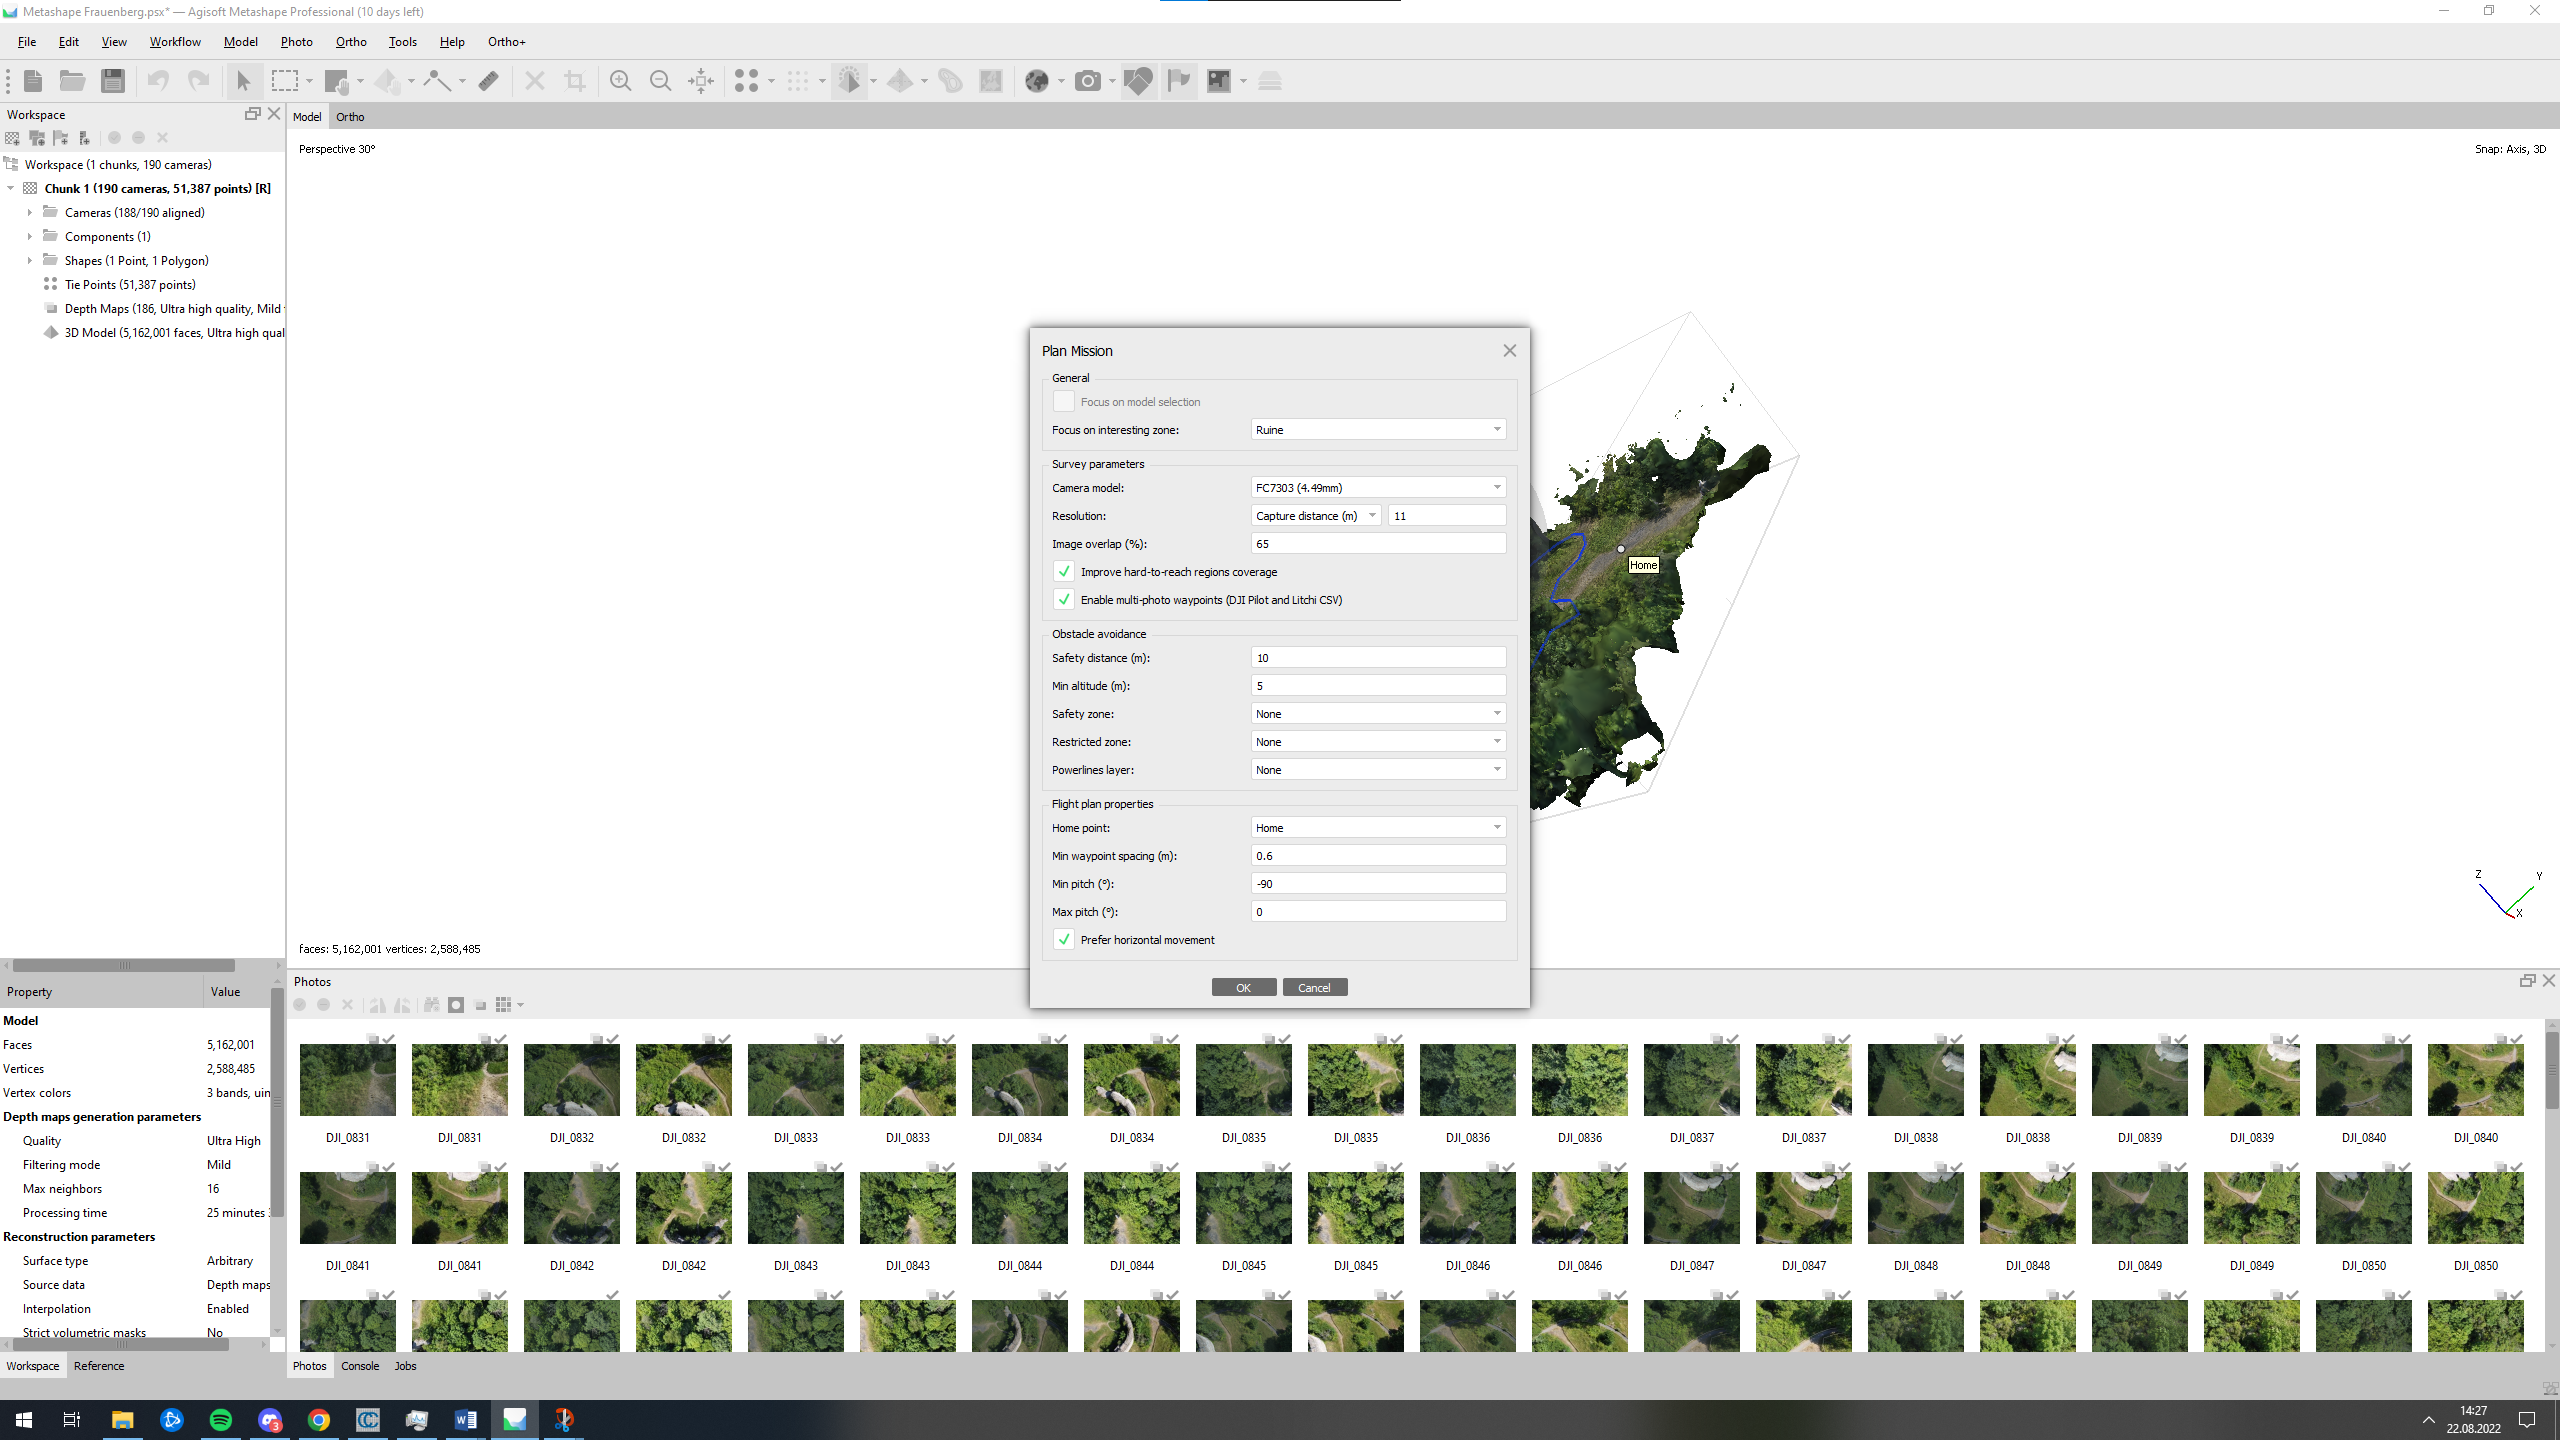 Metashape Frauenberg.psx* — Agisoft Metashape Professional (10 days left)
File Edit View Workflow Model Photo Ortho Tools Help Ortho+
Workspace
Workspace (1 chunks, 190 cameras)
Chunk 1 (190 cameras, 51,387 points) [R]
Cameras (188/190 aligned)
Components (1)
Shapes (1 Point, 1 Polygon)
Tie Points (51,387 points)
Depth Maps (186, Ultra high quality, Mild
3D Model (5,162,001 faces, Ultra high qual
Property Value
Model
Faces 5,162,001
Vertices 2,588,485
Vertex colors 3 bands, uin
Depth maps generation parameters
Quality Ultra High
Filtering mode Mild
Max neighbors 16
Processing time 25 minutes
Reconstruction parameters
Surface type Arbitrary
Source data Depth maps
Interpolation Enabled
Strict volumetric masks No
Workspace Reference
Model Ortho
Perspective 30°
Snap: Axis, 3D
Home
Z Y
X
faces: 5,162,001 vertices: 2,588,485
Plan Mission
General
Focus on model selection
Focus on interesting zone: Ruine
Survey parameters
Camera model: FC7303 (4.49mm)
Resolution: Capture distance (m) 11
Image overlap (%): 65
Improve hard-to-reach regions coverage
Enable multi-photo waypoints (DJI Pilot and Litchi CSV)
Obstacle avoidance
Safety distance (m): 10
Min altitude (m): 5
Safety zone: None
Restricted zone: None
Powerlines layer: None
Flight plan properties
Home point: Home
Min waypoint spacing (m): 0.6
Min pitch (°): -90
Max pitch (°): 0
Prefer horizontal movement
OK Cancel
Photos
DJI_0831 DJI_0831 DJI_0832 DJI_0832 DJI_0833 DJI_0833 DJI_0834 DJI_0834 DJI_0835 DJI_0835 DJI_0836 DJI_0836 DJI_0837 DJI_0837 DJI_0838 DJI_0838 DJI_0839 DJI_0839 DJI_0840 DJI_0840
DJI_0841 DJI_0841 DJI_0842 DJI_0842 DJI_0843 DJI_0843 DJI_0844 DJI_0844 DJI_0845 DJI_0845 DJI_0846 DJI_0846 DJI_0847 DJI_0847 DJI_0848 DJI_0848 DJI_0849 DJI_0849 DJI_0850 DJI_0850
Photos Console Jobs
3
14:27
22.08.2022